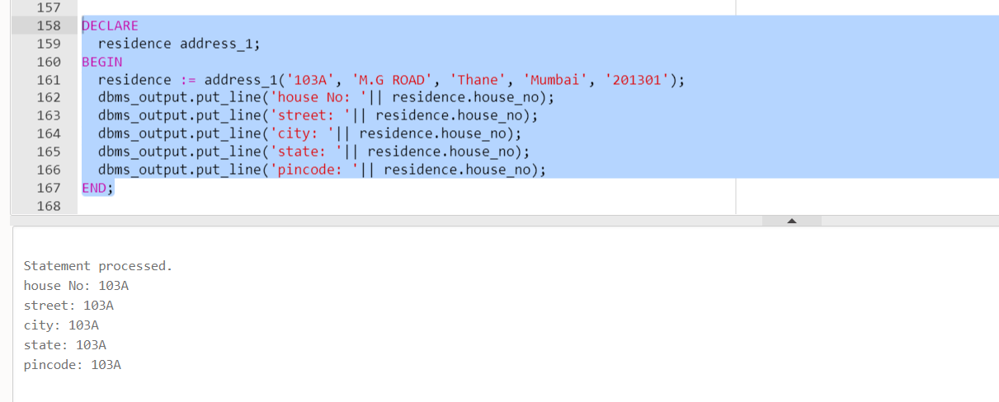 157
158 DECLARE
159 residence address_1;
160 BEGIN
161 residence := address_1('103A', 'M.G ROAD', 'Thane', 'Mumbai', '201301');
162 dbms_output.put_line('house No: '|| residence.house_no);
163 dbms_output.put_line('street: '|| residence.house_no);
164 dbms_output.put_line('city: '|| residence.house_no);
165 dbms_output.put_line('state: '|| residence.house_no);
166 dbms_output.put_line('pincode: '|| residence.house_no);
167 END;
168
Statement processed.
house No: 103A
street: 103A
city: 103A
state: 103A
pincode: 103A